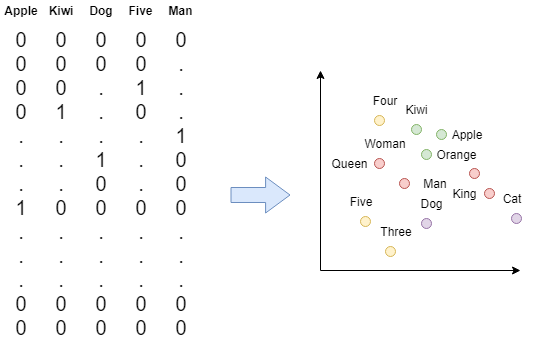 Apple Kiwi Dog Five Man
0 0 0 0 0
0 0 0 0 .
0 0 . 1 .
0 1 . 0 .
. . . . 1
. . 1 . 0
. . 0 . 0
1 0 0 0 0
. . . . .
. . . . .
. . . . .
0 0 0 0 0
0 0 0 0 0
Four
Kiwi
Apple
Woman
Orange
Queen
Man
King
Cat
Five
Dog
Three